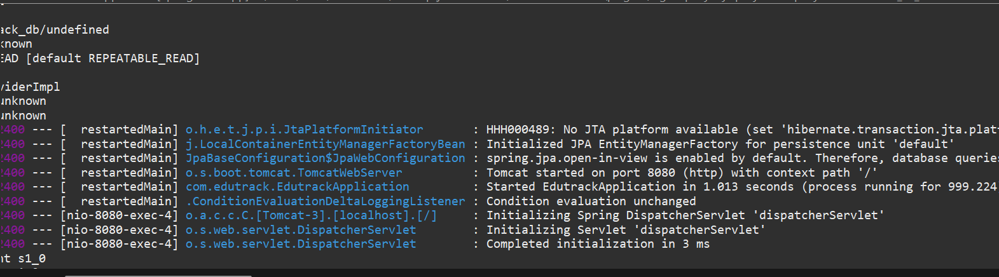 ack_db/undefined
known
EAD [default REPEATABLE_READ]
viderImpl
unknown
unknown
2400 --- [  restartedMain] o.h.e.t.j.p.i.JtaPlatformInitiator       : HHH000489: No JTA platform available (set 'hibernate.transaction.jta.plat
2400 --- [  restartedMain] j.LocalContainerEntityManagerFactoryBean : Initialized JPA EntityManagerFactory for persistence unit 'default'
2400 --- [  restartedMain] JpaBaseConfiguration$JpaWebConfiguration : spring.jpa.open-in-view is enabled by default. Therefore, database queries
2400 --- [  restartedMain] o.s.boot.tomcat.TomcatWebServer          : Tomcat started on port 8080 (http) with context path '/'
2400 --- [  restartedMain] com.edutrack.EdutrackApplication         : Started EdutrackApplication in 1.013 seconds (process running for 999.224
2400 --- [  restartedMain] .ConditionEvaluationDeltaLoggingListener : Condition evaluation unchanged
2400 --- [nio-8080-exec-4] o.a.c.c.C.[Tomcat-3].[localhost].[/]     : Initializing Spring DispatcherServlet 'dispatcherServlet'
2400 --- [nio-8080-exec-4] o.s.web.servlet.DispatcherServlet        : Initializing Servlet 'dispatcherServlet'
2400 --- [nio-8080-exec-4] o.s.web.servlet.DispatcherServlet        : Completed initialization in 3 ms
nt s1_0